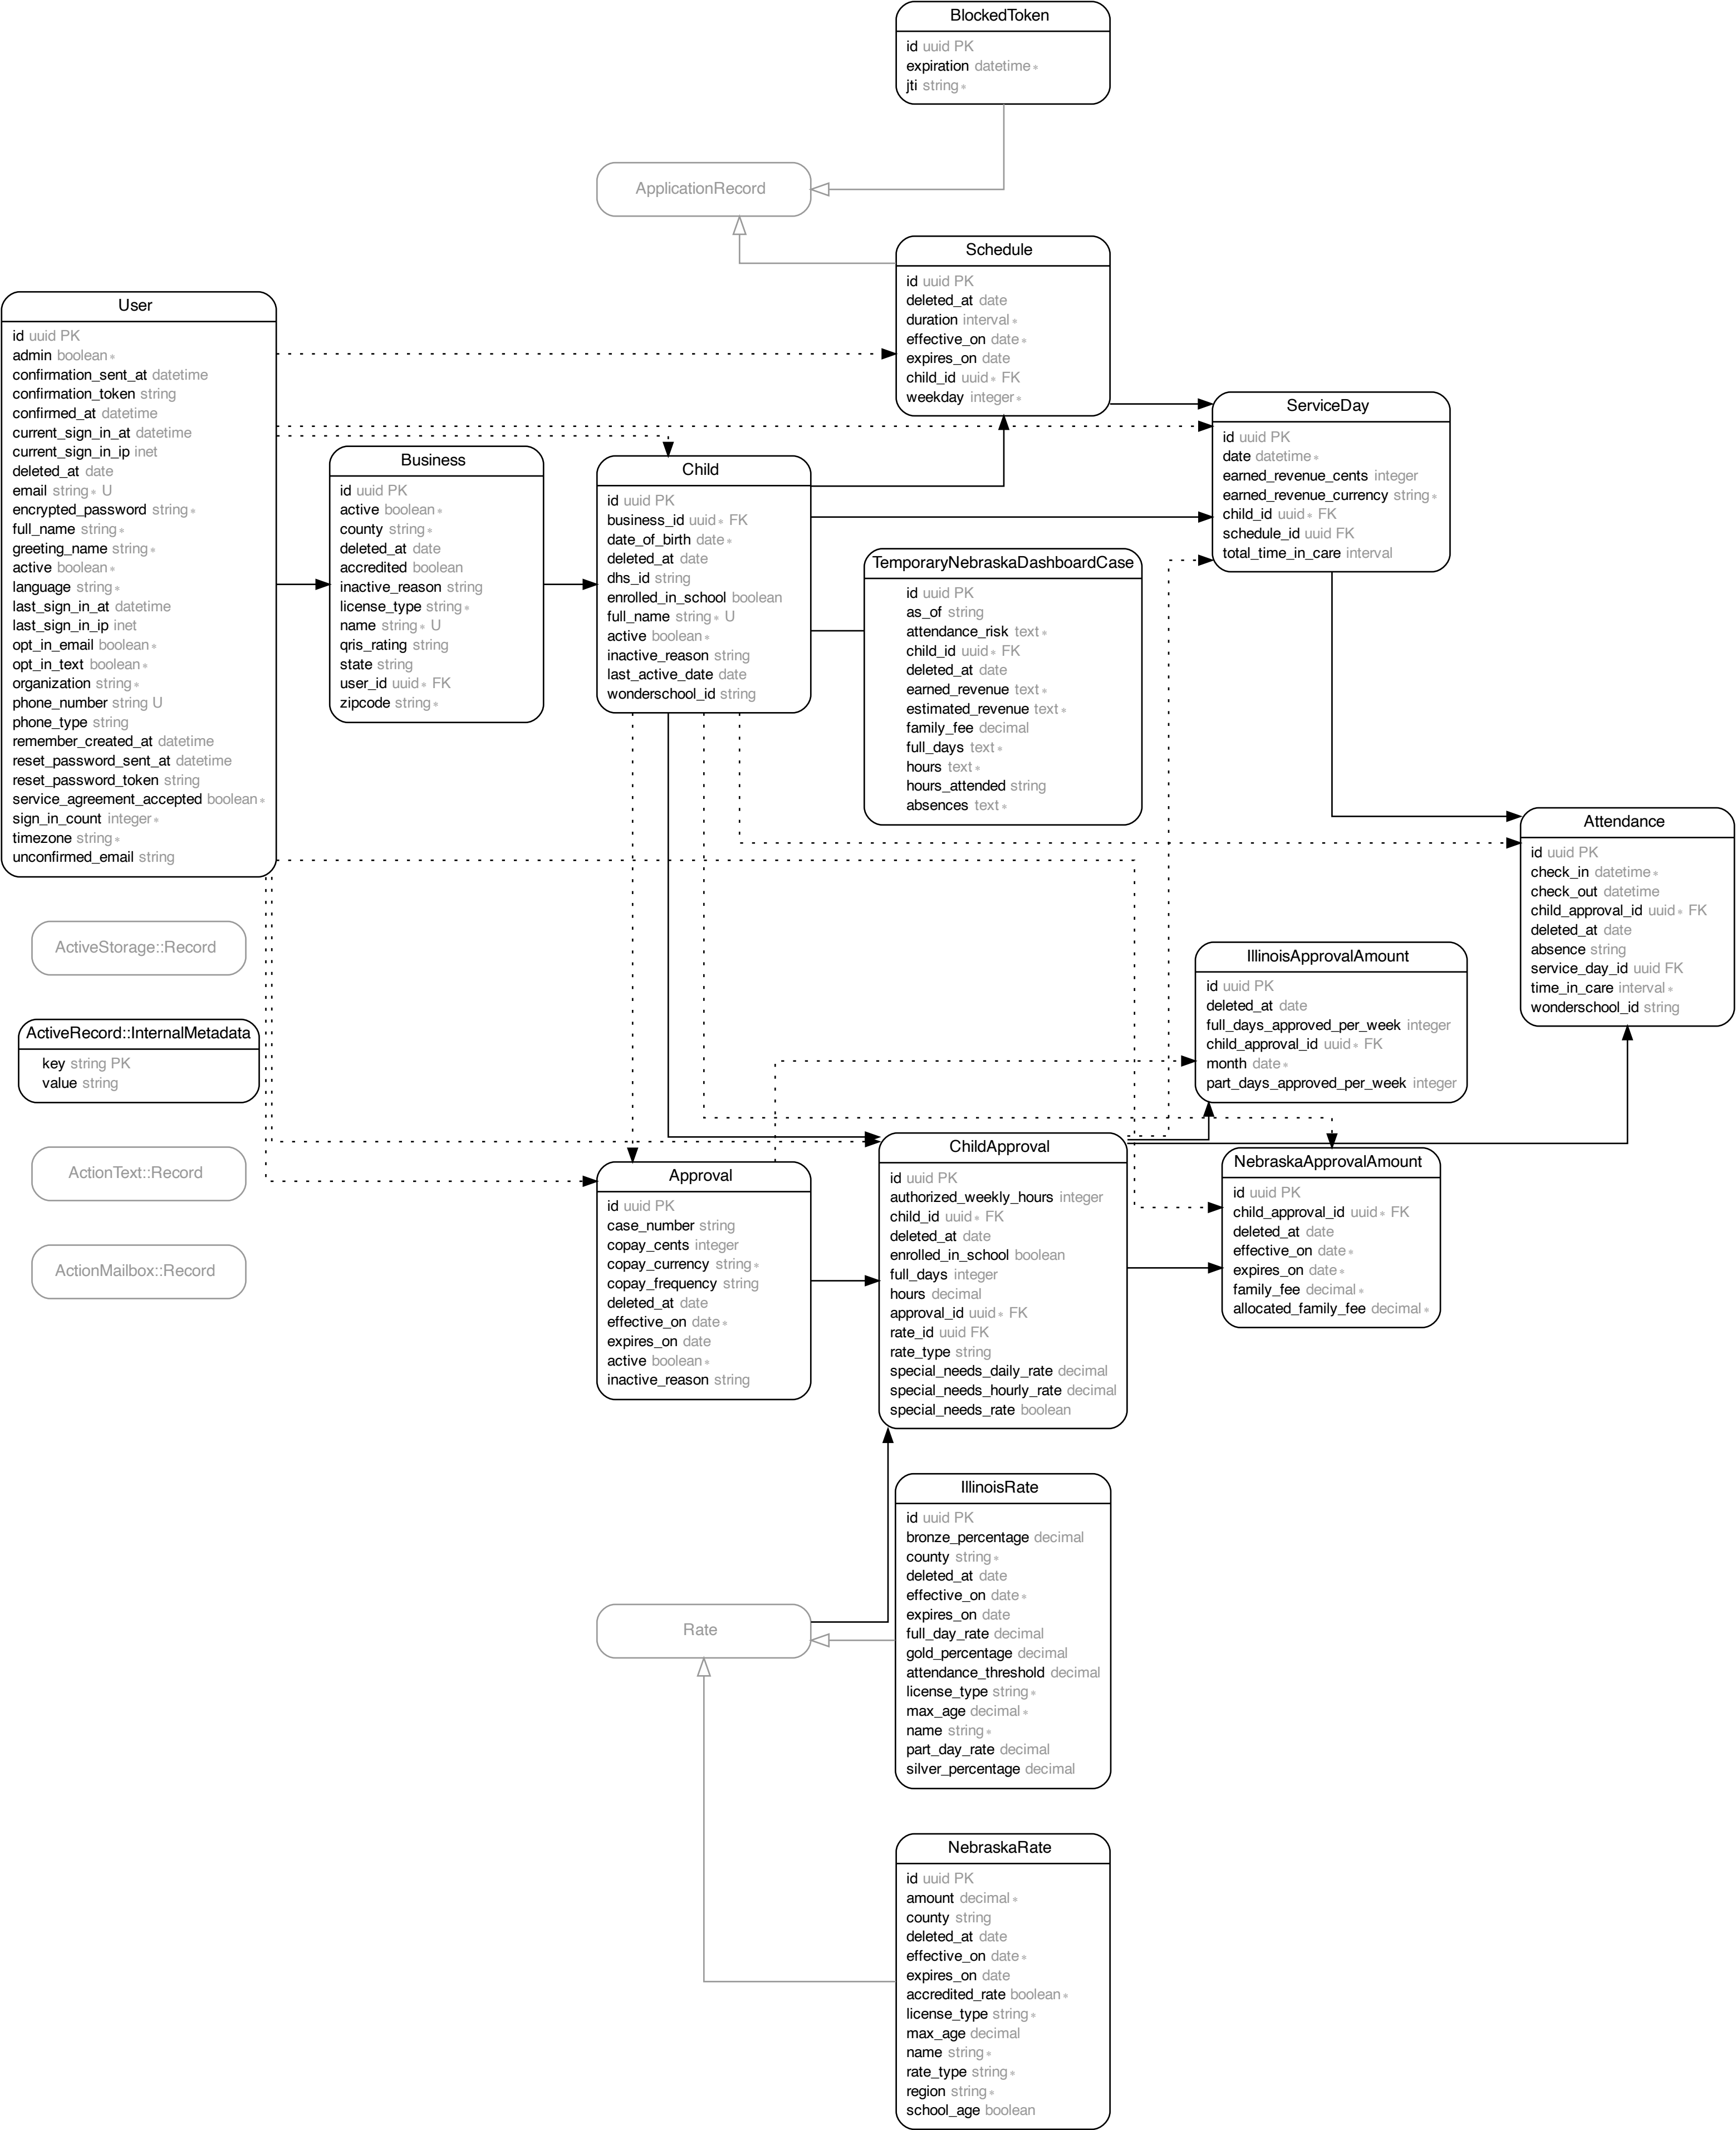 BlockedToken
id uuid PK
expiration datetime∗
jti string∗
ApplicationRecord
Schedule
id uuid PK
deleted_at date
duration interval∗
effective_on date∗
expires_on date
child_id uuid∗ FK
weekday integer∗
User
id uuid PK
admin boolean∗
confirmation_sent_at datetime
confirmation_token string
confirmed_at datetime
current_sign_in_at datetime
current_sign_in_ip inet
deleted_at date
email string∗ U
encrypted_password string∗
full_name string∗
greeting_name string∗
active boolean∗
language string∗
last_sign_in_at datetime
last_sign_in_ip inet
opt_in_email boolean∗
opt_in_text boolean∗
organization string∗
phone_number string U
phone_type string
remember_created_at datetime
reset_password_sent_at datetime
reset_password_token string
service_agreement_accepted boolean∗
sign_in_count integer∗
timezone string∗
unconfirmed_email string
Business
id uuid PK
active boolean∗
county string∗
deleted_at date
accredited boolean
inactive_reason string
license_type string∗
name string∗ U
qris_rating string
state string
user_id uuid∗ FK
zipcode string∗
Child
id uuid PK
business_id uuid∗ FK
date_of_birth date∗
deleted_at date
dhs_id string
enrolled_in_school boolean
full_name string∗ U
active boolean∗
inactive_reason string
last_active_date date
wonderschool_id string
ServiceDay
id uuid PK
date datetime∗
earned_revenue_cents integer
earned_revenue_currency string∗
child_id uuid∗ FK
schedule_id uuid FK
total_time_in_care interval
TemporaryNebraskaDashboardCase
id uuid PK
as_of string
attendance_risk text∗
child_id uuid∗ FK
deleted_at date
earned_revenue text∗
estimated_revenue text∗
family_fee decimal
full_days text∗
hours text∗
hours_attended string
absences text∗
Attendance
id uuid PK
check_in datetime∗
check_out datetime
child_approval_id uuid∗ FK
deleted_at date
absence string
service_day_id uuid FK
time_in_care interval∗
wonderschool_id string
ActiveStorage::Record
ActiveRecord::InternalMetadata
key string PK
value string
ActionText::Record
ActionMailbox::Record
IllinoisApprovalAmount
id uuid PK
deleted_at date
full_days_approved_per_week integer
child_approval_id uuid∗ FK
month date∗
part_days_approved_per_week integer
Approval
id uuid PK
case_number string
copay_cents integer
copay_currency string∗
copay_frequency string
deleted_at date
effective_on date∗
expires_on date
active boolean∗
inactive_reason string
ChildApproval
id uuid PK
authorized_weekly_hours integer
child_id uuid∗ FK
deleted_at date
enrolled_in_school boolean
full_days integer
hours decimal
approval_id uuid∗ FK
rate_id uuid FK
rate_type string
special_needs_daily_rate decimal
special_needs_hourly_rate decimal
special_needs_rate boolean
NebraskaApprovalAmount
id uuid PK
child_approval_id uuid∗ FK
deleted_at date
effective_on date∗
expires_on date∗
family_fee decimal∗
allocated_family_fee decimal∗
Rate
IllinoisRate
id uuid PK
bronze_percentage decimal
county string∗
deleted_at date
effective_on date∗
expires_on date
full_day_rate decimal
gold_percentage decimal
attendance_threshold decimal
license_type string∗
max_age decimal∗
name string∗
part_day_rate decimal
silver_percentage decimal
NebraskaRate
id uuid PK
amount decimal∗
county string
deleted_at date
effective_on date∗
expires_on date
accredited_rate boolean∗
license_type string∗
max_age decimal
name string∗
rate_type string∗
region string∗
school_age boolean